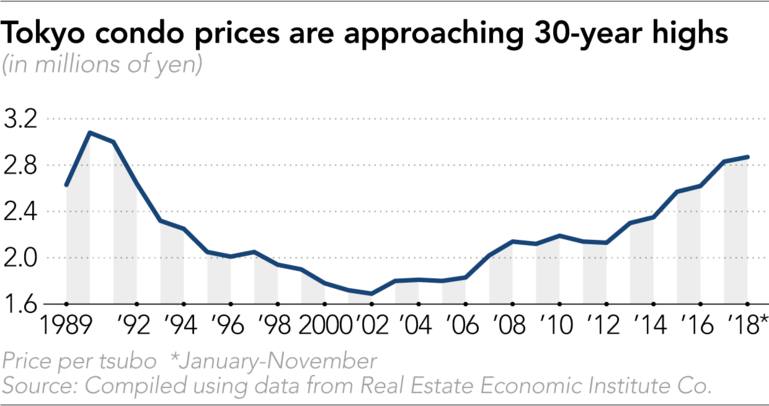 Tokyo condo prices are approaching 30-year highs
(in millions of yen)
3.2
2.8
2.4
2.0
1.6
1989 '92 '94 '96 '98 2000 '02 '04 '06 '08 '10 '12 '14 '16 '18*
Price per tsubo *January-November
Source: Compiled using data from Real Estate Economic Institute Co.